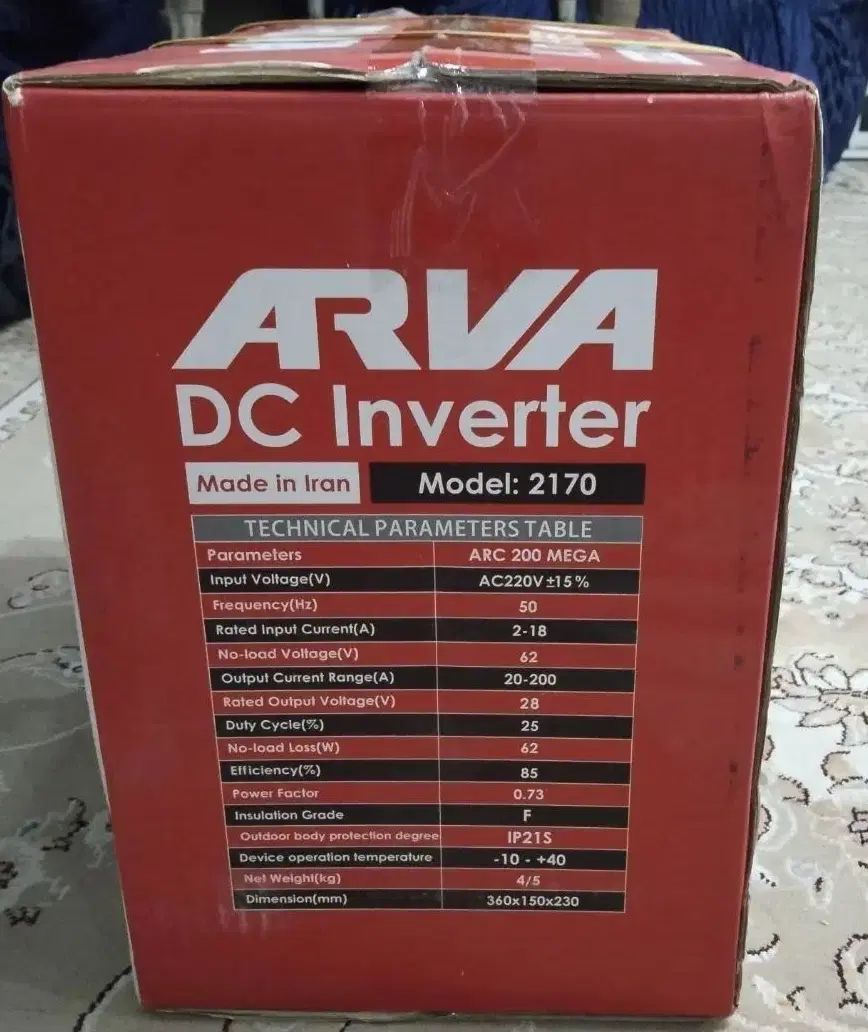 ARVA
DC Inverter
Made in Iran Model: 2170
TECHNICAL PARAMETERS TABLE
Parameters ARC 200 MEGA
Input Voltage(V) AC220V±15%
Frequency(Hz) 50
Rated Input Current(A) 2-18
No-load Voltage(V) 62
Output Current Range(A) 20-200
Rated Output Voltage(V) 28
Duty Cycle(%) 25
No-load Loss(W) 62
Efficiency(%) 85
Power Factor 0.73
Insulation Grade F
Outdoor body protection degree IP21S
Device operation temperature -10 - +40
Net Weight(kg) 4/5
Dimension(mm) 360x150x230